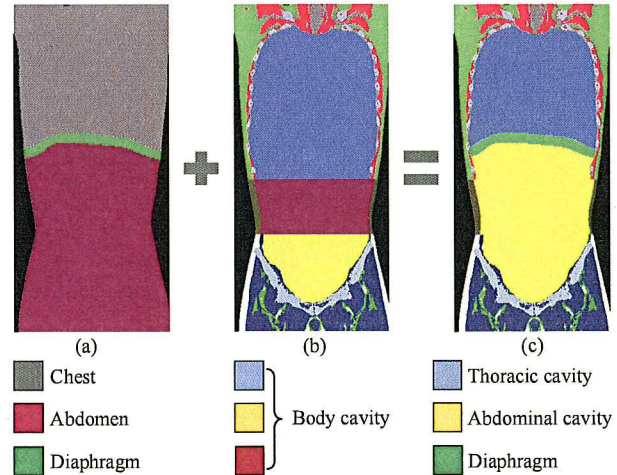 (a) (b) (c)
Chest Thoracic cavity
Abdomen Body cavity Abdominal cavity
Diaphragm Diaphragm